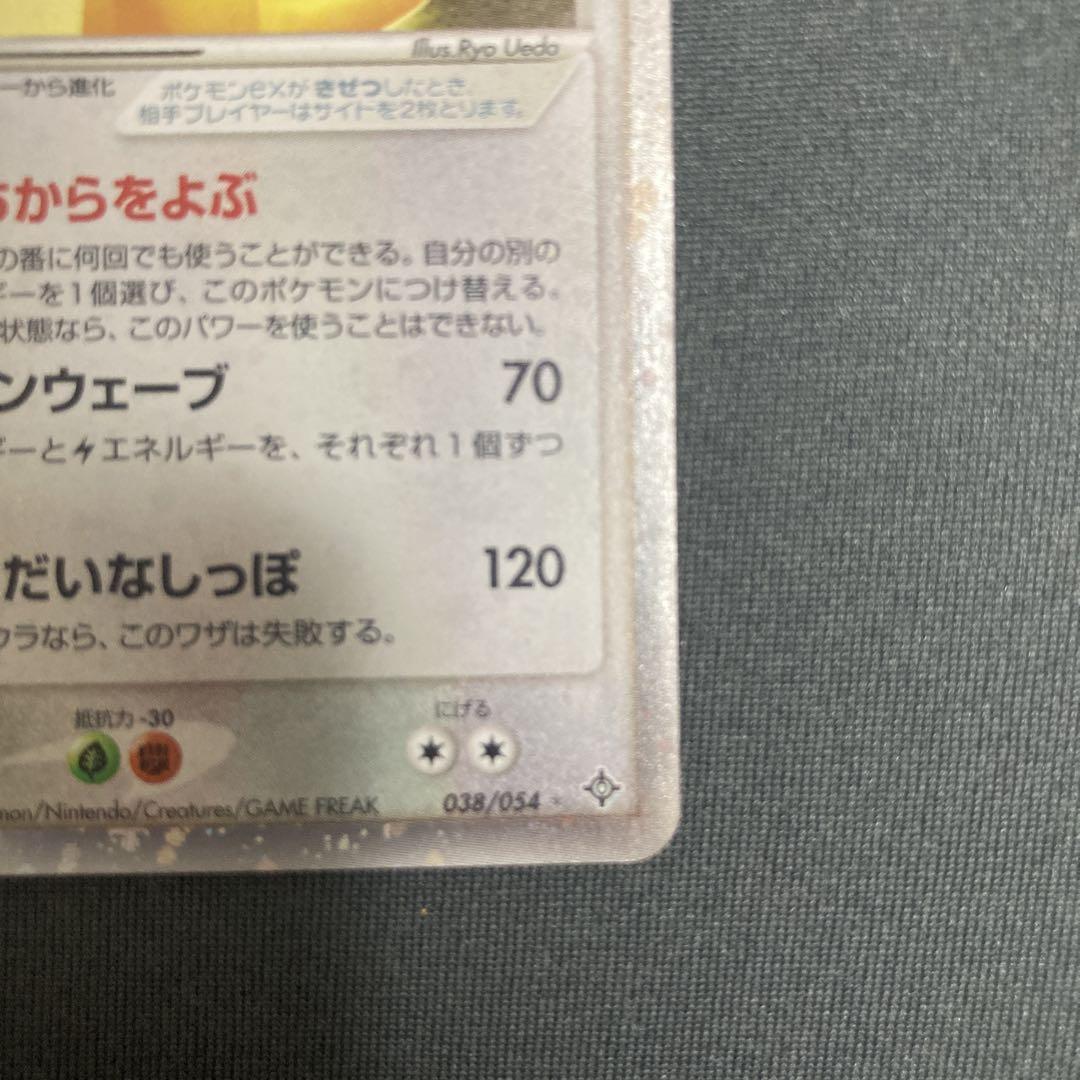 Illus. Ryo Ueda
ーから進化
ポケモンexが きぜつしたとき、
相手プレイヤーはサイドを2枚とります。
からをよぶ
の番に何回でも使うことができる。自分の別の
ギーを1個選び、このポケモンにつけ替える。
状態なら、このパワーを使うことはできない。
ンウェーブ 70
ギーとエネルギーを、それぞれ1個ずつ
だいなしっぽ 120
ウラなら、このワザは失敗する。
抵抗力 -30 にげる
mon/Nintendo/Creatures/GAME FREAK 038/054